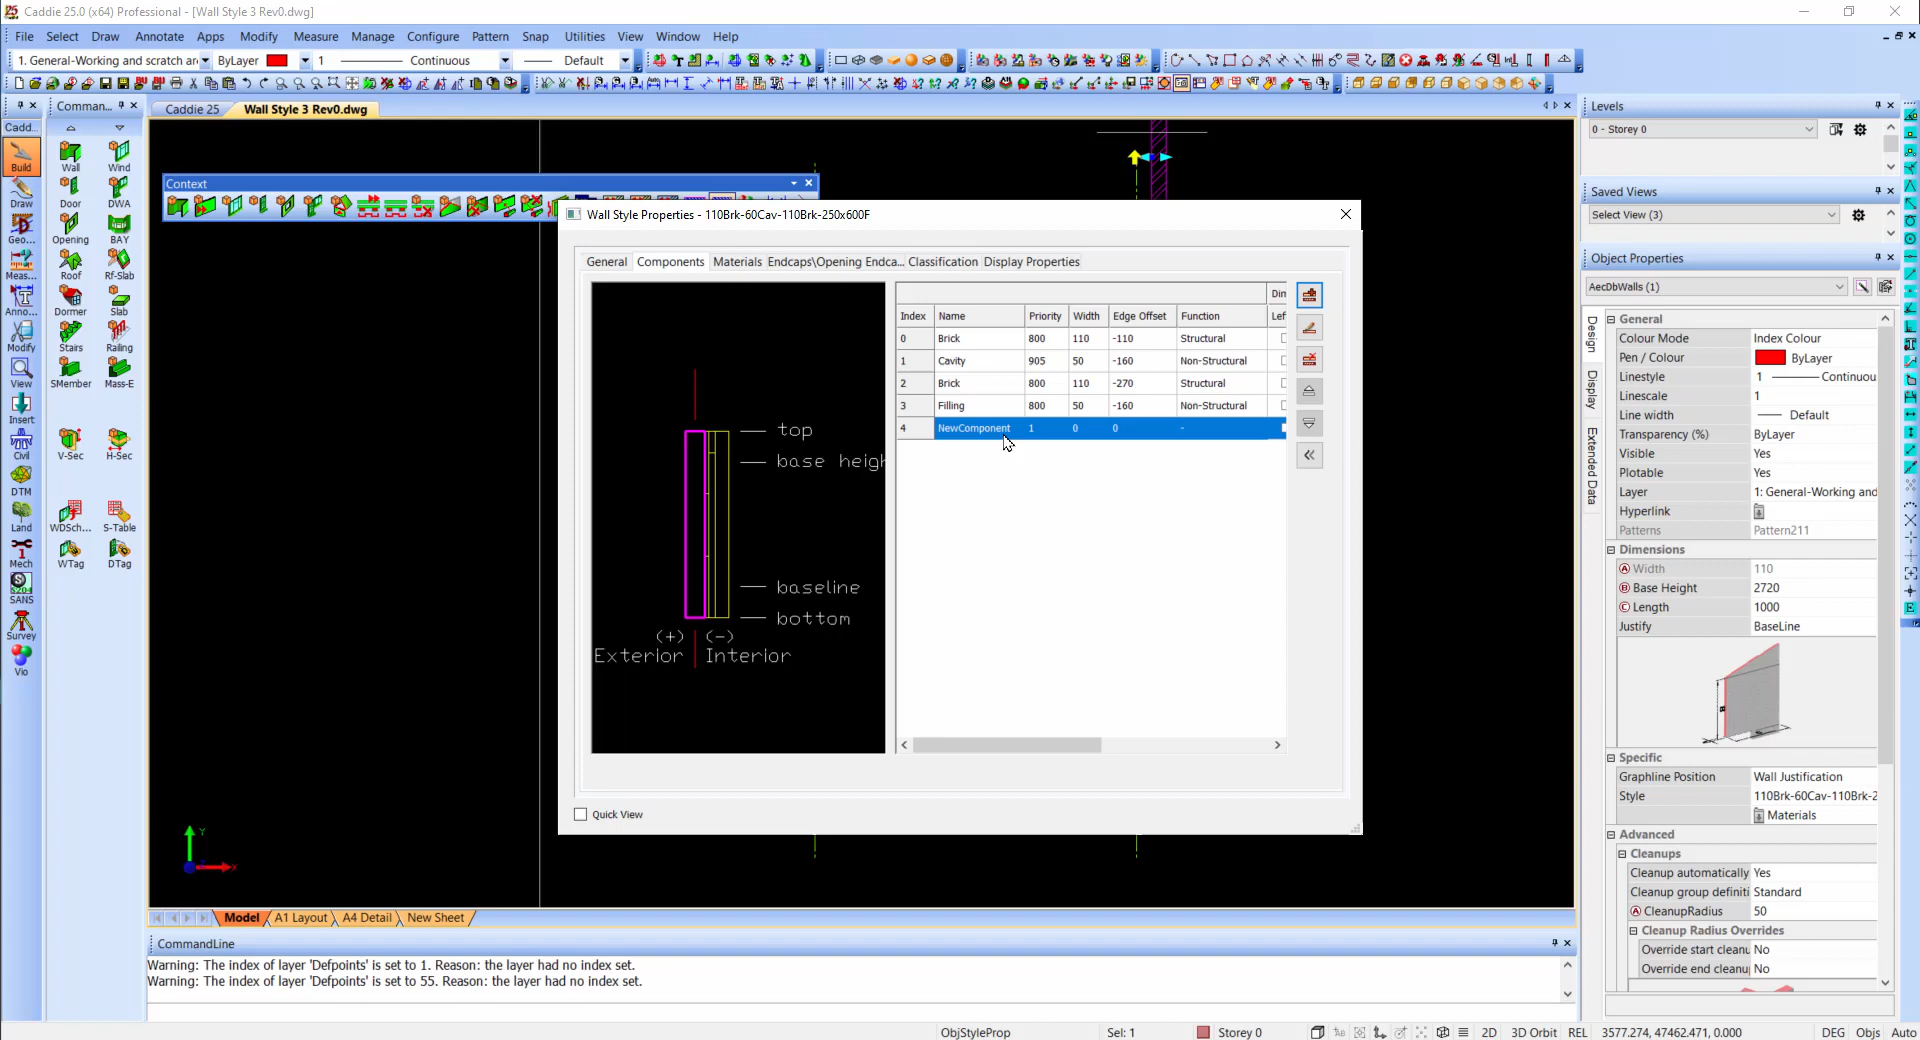 Caddie 25.0 (x64) Professional - [Wall Style 3 Rev0.dwg]
File Select Draw Annotate Apps Modify Measure Manage Configure Pattern Snap Utilities View Window Help
1. General-Working and scratch ar ByLayer 1 Continuous Default
Cadd... Comman...
Caddie 25 Wall Style 3 Rev0.dwg
Build
Draw
Geo...
Meas...
Anno...
Modify
View
Insert
Civil
DTM
Land
Mech
SANS
Survey
Vio
Wall Wind
Door DWA
Opening BAY
Roof Rf-Slab
Dormer Slab
Stairs Railing
SMember Mass-E
V-Sec H-Sec
WDSch... S-Table
WTag DTag
Context
Wall Style Properties - 110Brk-60Cav-110Brk-250x600F
General Components Materials Endcaps\Opening Endca... Classification Display Properties
top
base heigh
baseline
bottom
(+) (-)
Exterior Interior
Dim
Index Name Priority Width Edge Offset Function Lef
0 Brick 800 110 -110 Structural
1 Cavity 905 50 -160 Non-Structural
2 Brick 800 110 -270 Structural
3 Filling 800 50 -160 Non-Structural
4 NewComponent 1 0 0 -
Quick View
Y
X
Model A1 Layout A4 Detail New Sheet
CommandLine
Warning: The index of layer 'Defpoints' is set to 1. Reason: the layer had no index set.
Warning: The index of layer 'Defpoints' is set to 55. Reason: the layer had no index set.
Levels
0 - Storey 0
Saved Views
Select View (3)
Object Properties
AecDbWalls (1)
Design
Display
Extended Data
General
Colour Mode Index Colour
Pen / Colour ByLayer
Linestyle 1 Continuou
Linescale 1
Line width Default
Transparency (%) ByLayer
Visible Yes
Plotable Yes
Layer 1: General-Working and
Hyperlink
Patterns Pattern211
Dimensions
A Width 110
B Base Height 2720
C Length 1000
Justify BaseLine
Specific
Graphline Position Wall Justification
Style 110Brk-60Cav-110Brk-2
Materials
Advanced
Cleanups
Cleanup automatically Yes
Cleanup group definiti Standard
A CleanupRadius 50
Cleanup Radius Overrides
Override start cleanu No
Override end cleanup No
ObjStyleProp Sel: 1 Storey 0 2D 3D Orbit REL 3577.274, 47462.471, 0.000 DEG Objs Auto